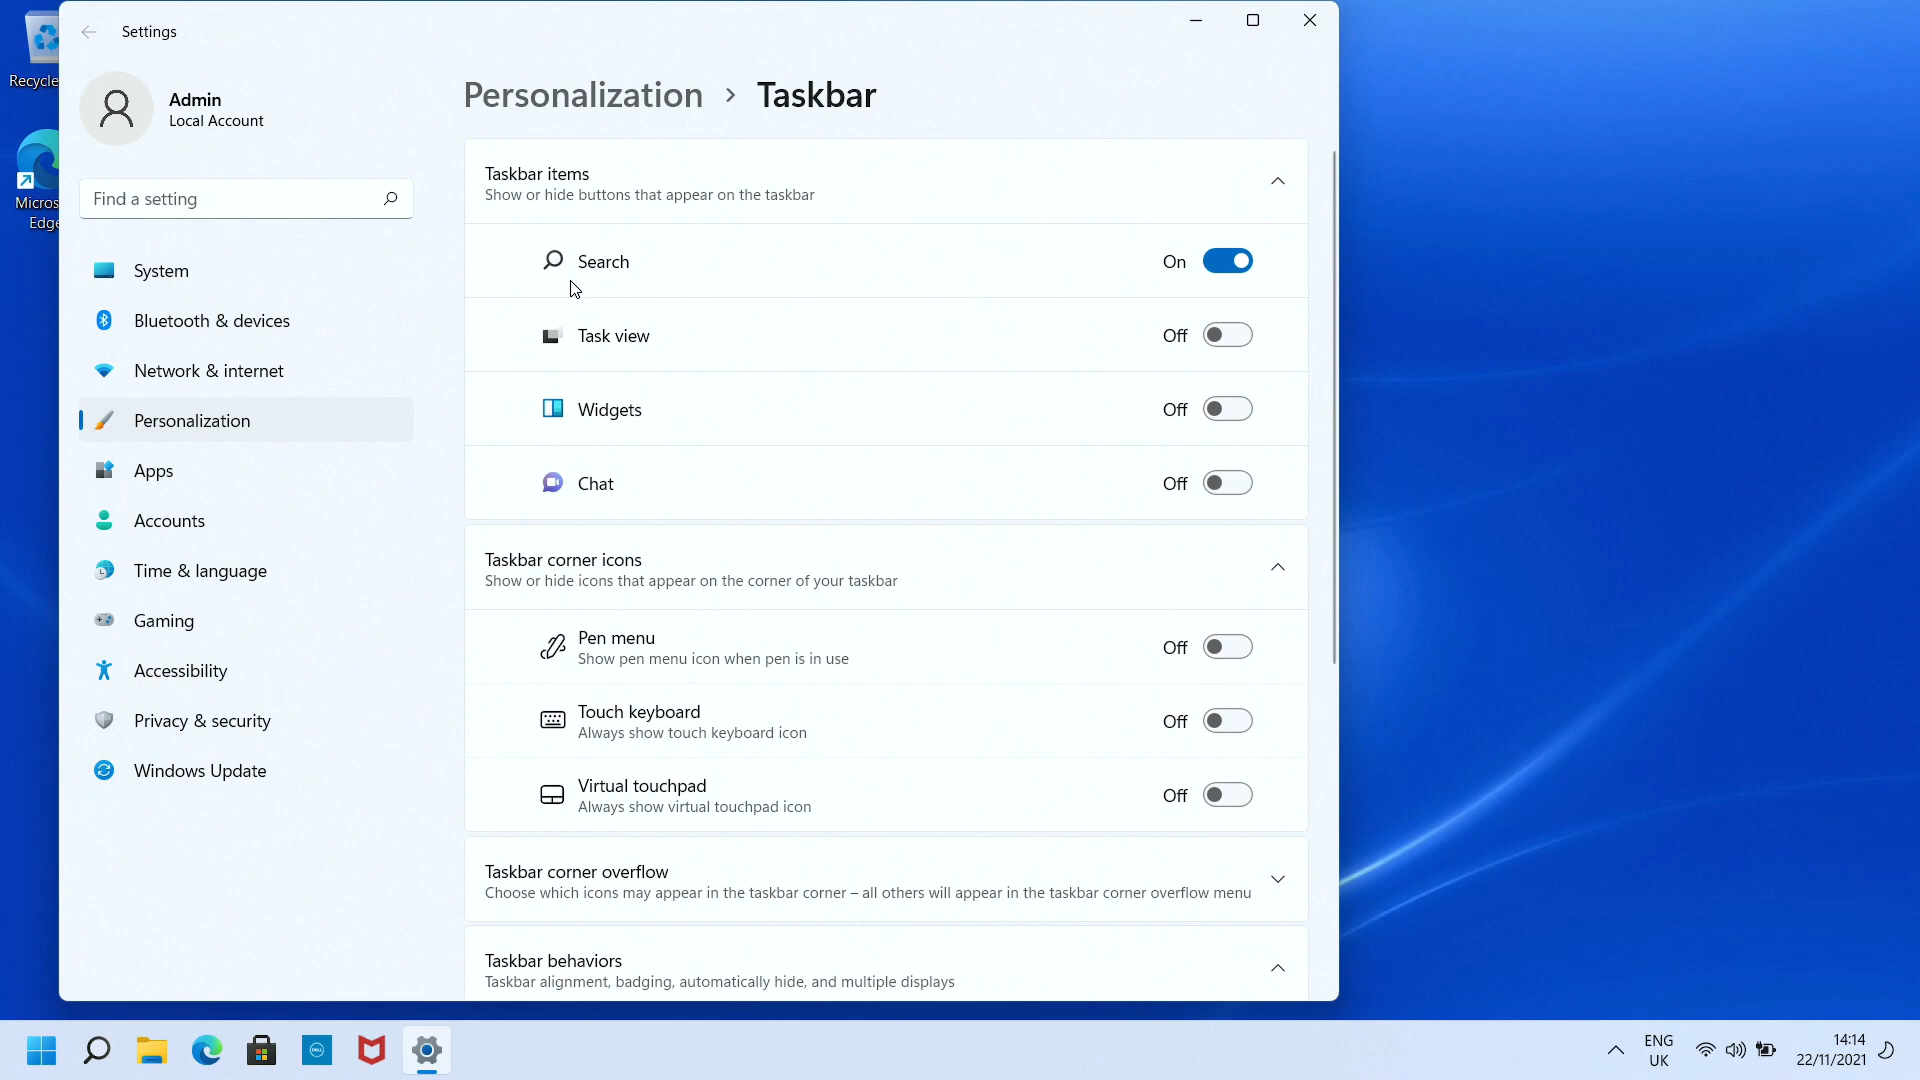 Settings
Admin
Local Account
Find a setting
System
Bluetooth & devices
Network & internet
Personalization
Apps
Accounts
Time & language
Gaming
Accessibility
Privacy & security
Windows Update
Personalization > Taskbar
Taskbar items
Show or hide buttons that appear on the taskbar
Search On
Task view Off
Widgets Off
Chat Off
Taskbar corner icons
Show or hide icons that appear on the corner of your taskbar
Pen menu
Show pen menu icon when pen is in use
Off
Touch keyboard
Always show touch keyboard icon
Off
Virtual touchpad
Always show virtual touchpad icon
Off
Taskbar corner overflow
Choose which icons may appear in the taskbar corner – all others will appear in the taskbar corner overflow menu
Taskbar behaviors
Taskbar alignment, badging, automatically hide, and multiple displays
Recycle
Micros
Edge
DELL
ENG
UK
14:14
22/11/2021